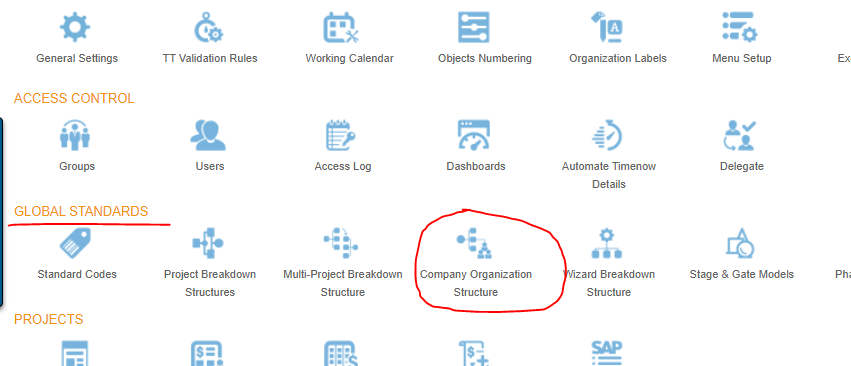 General Settings
TT Validation Rules
Working Calendar
Objects Numbering
Organization Labels
Menu Setup
ACCESS CONTROL
Groups
Users
Access Log
Dashboards
Automate Timenow
Details
Delegate
GLOBAL STANDARDS
Standard Codes
Project Breakdown
Structures
Multi-Project Breakdown
Structure
Company Organization
Structure
Wizard Breakdown
Structure
Stage & Gate Models
PROJECTS
SAP